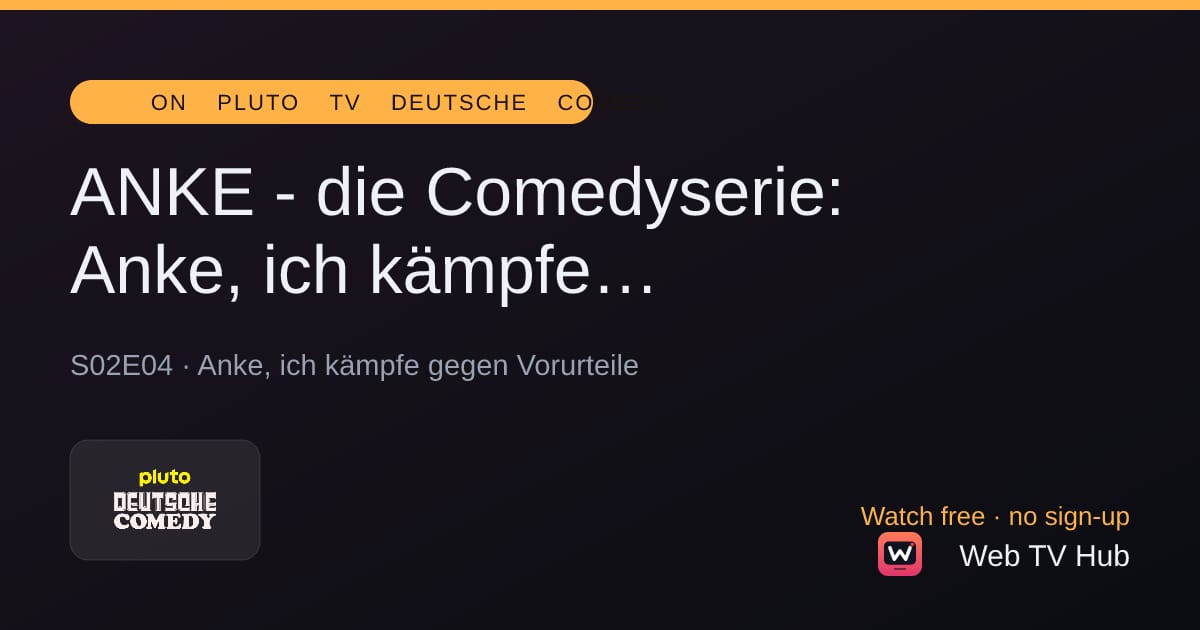 ON PLUTO TV DEUTSCHE CO
ANKE - die Comedyserie:
Anke, ich kämpfe…
S02E04 · Anke, ich kämpfe gegen Vorurteile
pluto
DEUTSCHE
COMEDY
Watch free · no sign-up
W
Web TV Hub